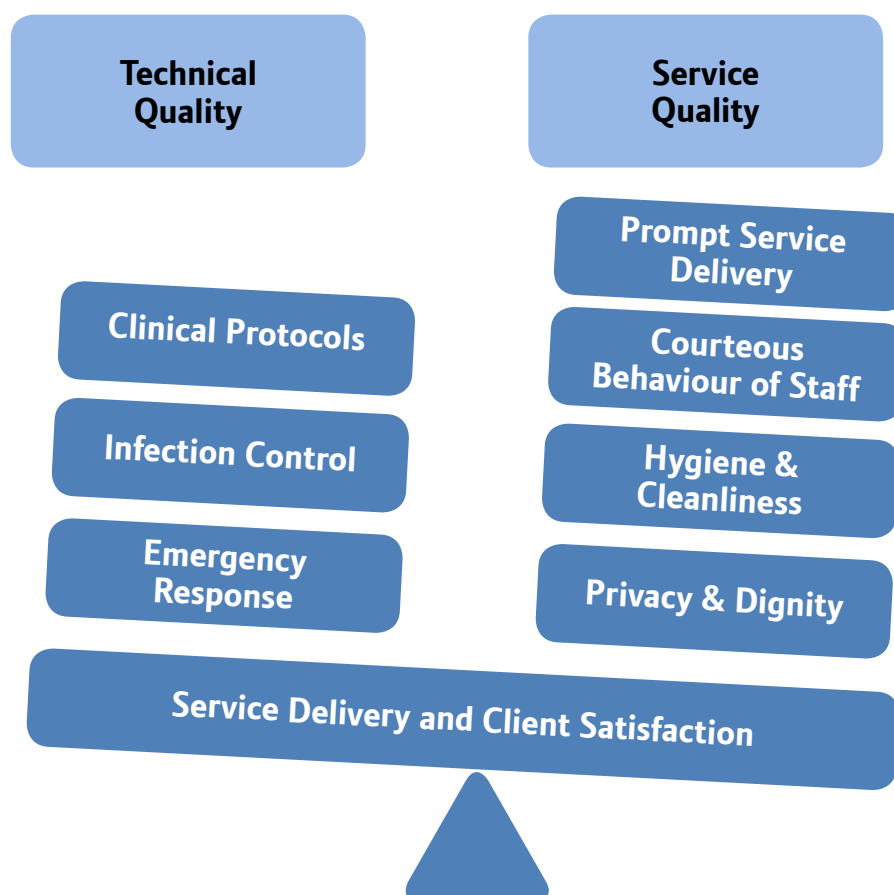 Technical
Quality
Service
Quality
Clinical Protocols
Infection Control
Emergency
Response
Prompt Service
Delivery
Courteous
Behaviour of Staff
Hygiene &
Cleanliness
Privacy & Dignity
Service Delivery and Client Satisfaction